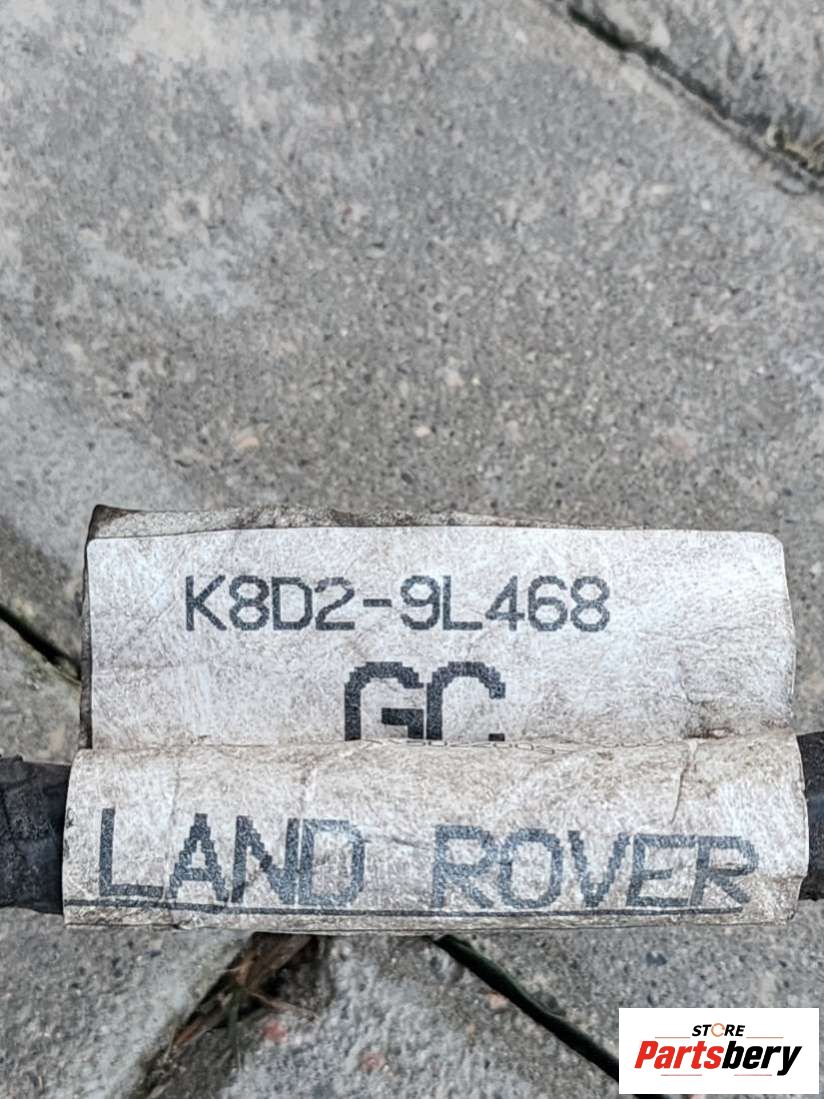 K8D2-9L468
GC
LAND ROVER
STORE
Partsbery